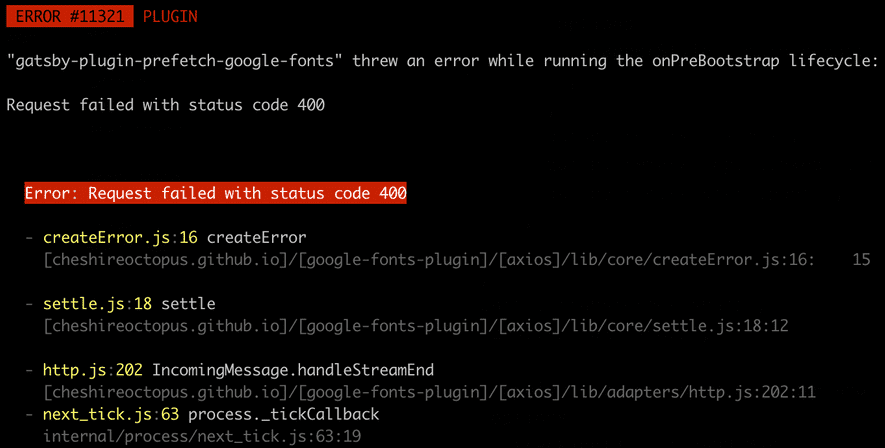 ERROR #11321 PLUGIN
"gatsby-plugin-prefetch-google-fonts" threw an error while running the onPreBootstrap lifecycle:
Request failed with status code 400
Error: Request failed with status code 400
- createError.js:16 createError
[cheshireoctopus.github.io]/[google-fonts-plugin]/[axios]/lib/core/createError.js:16: 15
- settle.js:18 settle
[cheshireoctopus.github.io]/[google-fonts-plugin]/[axios]/lib/core/settle.js:18:12
- http.js:202 IncomingMessage.handleStreamEnd
[cheshireoctopus.github.io]/[google-fonts-plugin]/[axios]/lib/adapters/http.js:202:11
- next_tick.js:63 process._tickCallback
internal/process/next_tick.js:63:19